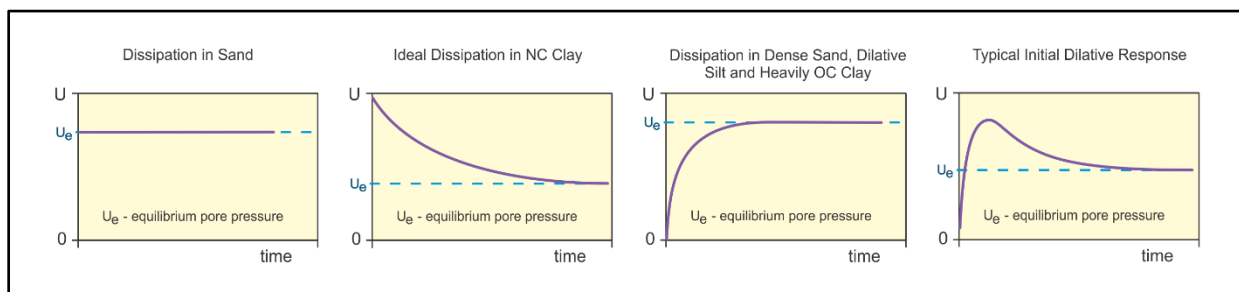 Dissipation in Sand
U
Ue
Ue - equilibrium pore pressure
0
time
Ideal Dissipation in NC Clay
U
Ue
Ue - equilibrium pore pressure
0
time
Dissipation in Dense Sand, Dilative
Silt and Heavily OC Clay
U
Ue
Ue - equilibrium pore pressure
0
time
Typical Initial Dilative Response
U
Ue
Ue - equilibrium pore pressure
0
time